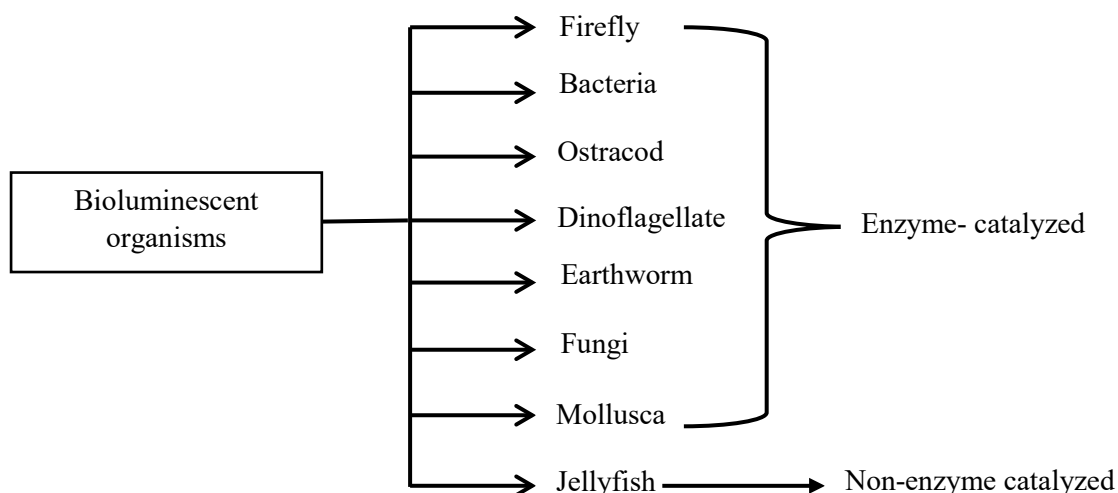 Bioluminescent
organisms
Firefly
Bacteria
Ostracod
Dinoflagellate
Earthworm
Fungi
Mollusca
Jellyfish
Enzyme- catalyzed
Non-enzyme catalyzed